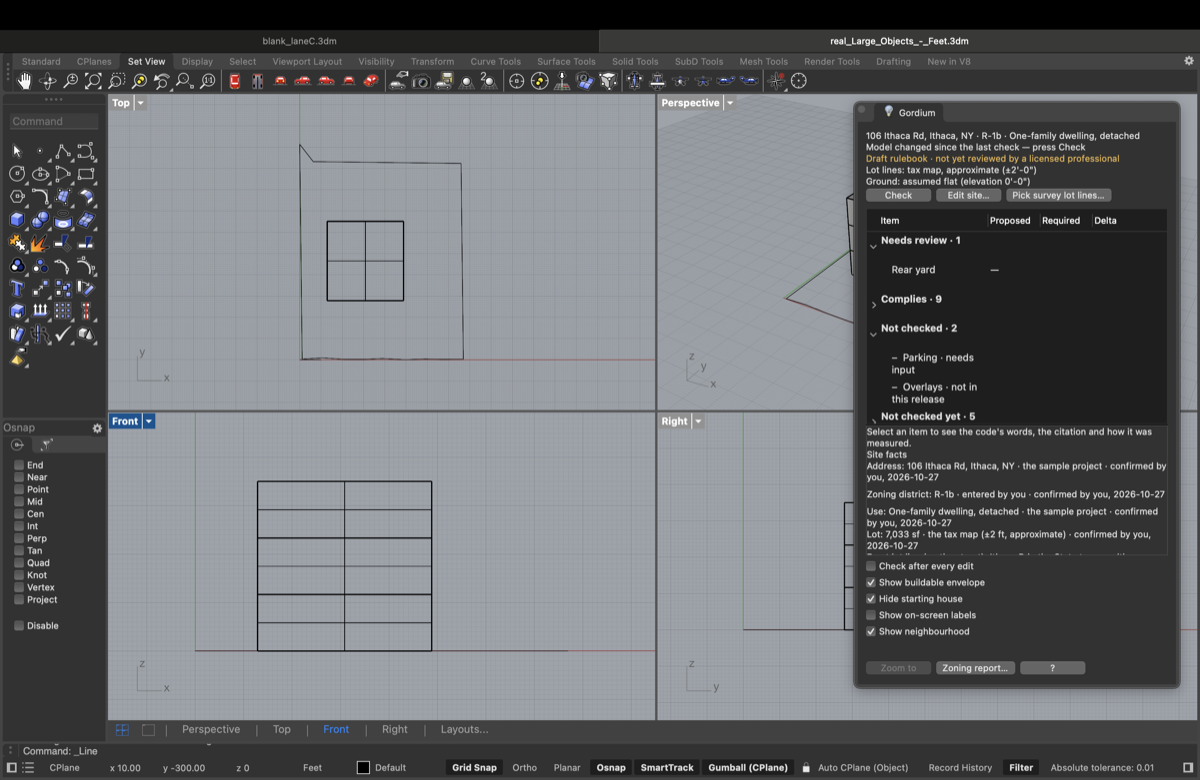 blank_laneC.3dm
real_Large_Objects_-_Feet.3dm
Standard CPlanes Set View Display Select Viewport Layout Visibility Transform Curve Tools Surface Tools Solid Tools SubD Tools Mesh Tools Render Tools Drafting New in V8
Command
Top
Perspective
Front
Right
y
x
z
y
x
z
x
z
y
Osnap
End
Near
Point
Mid
Cen
Int
Perp
Tan
Quad
Knot
Vertex
Project
Disable
Gordium
106 Ithaca Rd, Ithaca, NY · R-1b · One-family dwelling, detached
Model changed since the last check — press Check
Draft rulebook · not yet reviewed by a licensed professional
Lot lines: tax map, approximate (±2'-0")
Ground: assumed flat (elevation 0'-0")
Check Edit site... Pick survey lot lines...
Item Proposed Required Delta
Needs review · 1
Rear yard —
Complies · 9
Not checked · 2
– Parking · needs
input
– Overlays · not in
this release
Not checked yet · 5
Select an item to see the code's words, the citation and how it was
measured.
Site facts
Address: 106 Ithaca Rd, Ithaca, NY · the sample project · confirmed by
you, 2026-10-27
Zoning district: R-1b · entered by you · confirmed by you, 2026-10-27
Use: One-family dwelling, detached · the sample project · confirmed
by you, 2026-10-27
Lot: 7,033 sf · the tax map (±2 ft, approximate) · confirmed by you,
2026-10-27
Check after every edit
Show buildable envelope
Hide starting house
Show on-screen labels
Show neighbourhood
Zoom to Zoning report... ?
Perspective Top Front Right Layouts...
Command: _Line
CPlane x 10.00 y -300.00 z 0 Feet Default Grid Snap Ortho Planar Osnap SmartTrack Gumball (CPlane) Auto CPlane (Object) Record History Filter Absolute tolerance: 0.01